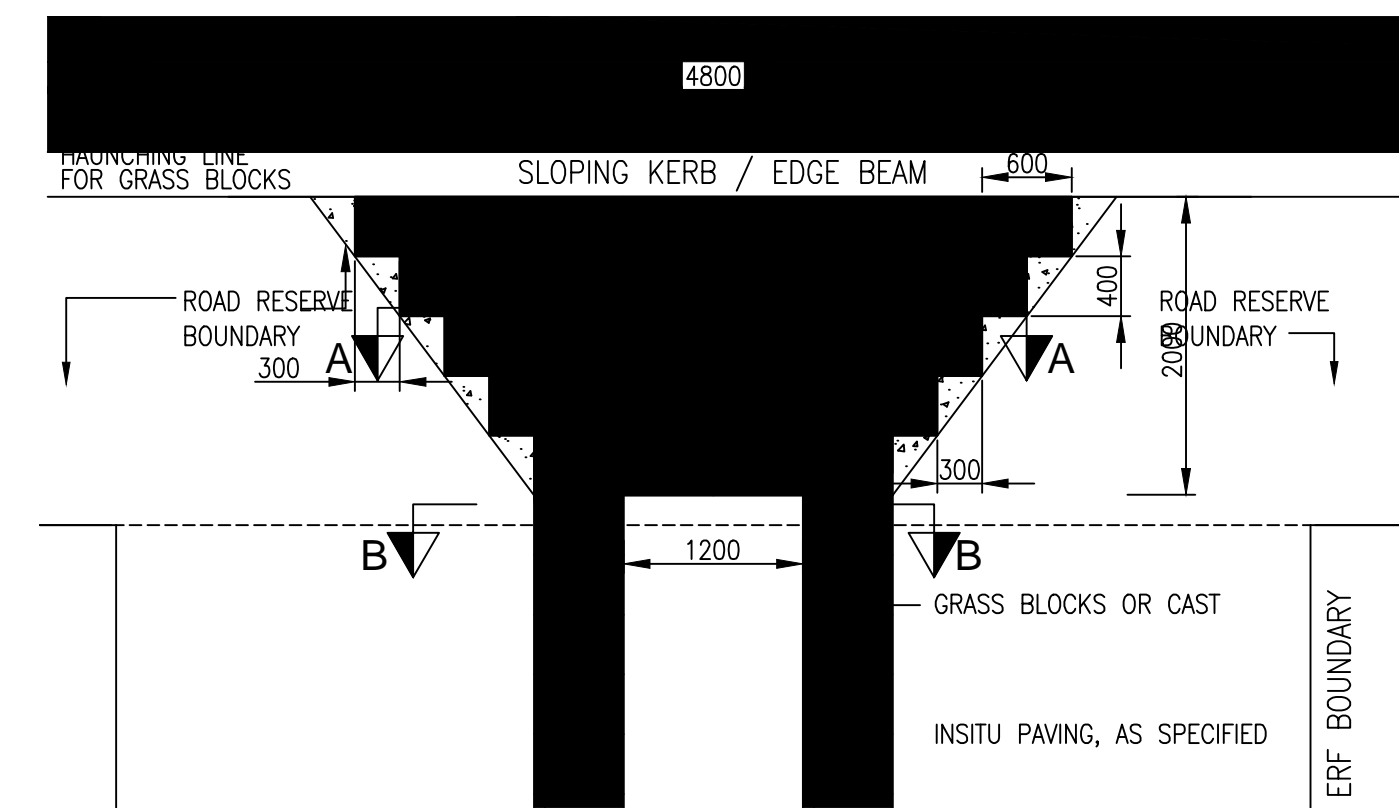 4800
HAUNCHING LINE
FOR GRASS BLOCKS
SLOPING KERB / EDGE BEAM
600
400
ROAD RESERVE
BOUNDARY
ROAD RESERVE
BOUNDARY
2000
A
A
300
300
B
B
1200
GRASS BLOCKS OR CAST
INSITU PAVING, AS SPECIFIED
ERF BOUNDARY